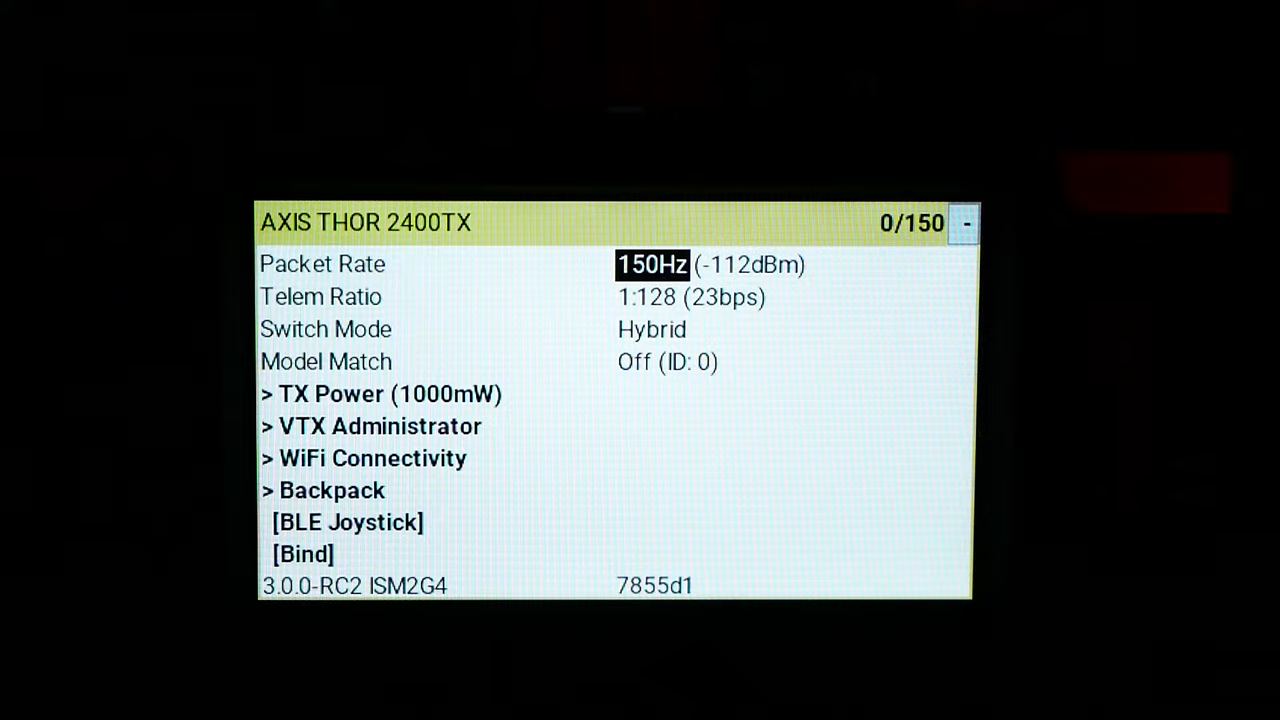 AXIS THOR 2400TX 0/150 -
Packet Rate 150Hz (-112dBm)
Telem Ratio 1:128 (23bps)
Switch Mode Hybrid
Model Match Off (ID: 0)
> TX Power (1000mW)
> VTX Administrator
> WiFi Connectivity
> Backpack
[BLE Joystick]
[Bind]
3.0.0-RC2 ISM2G4 7855d1